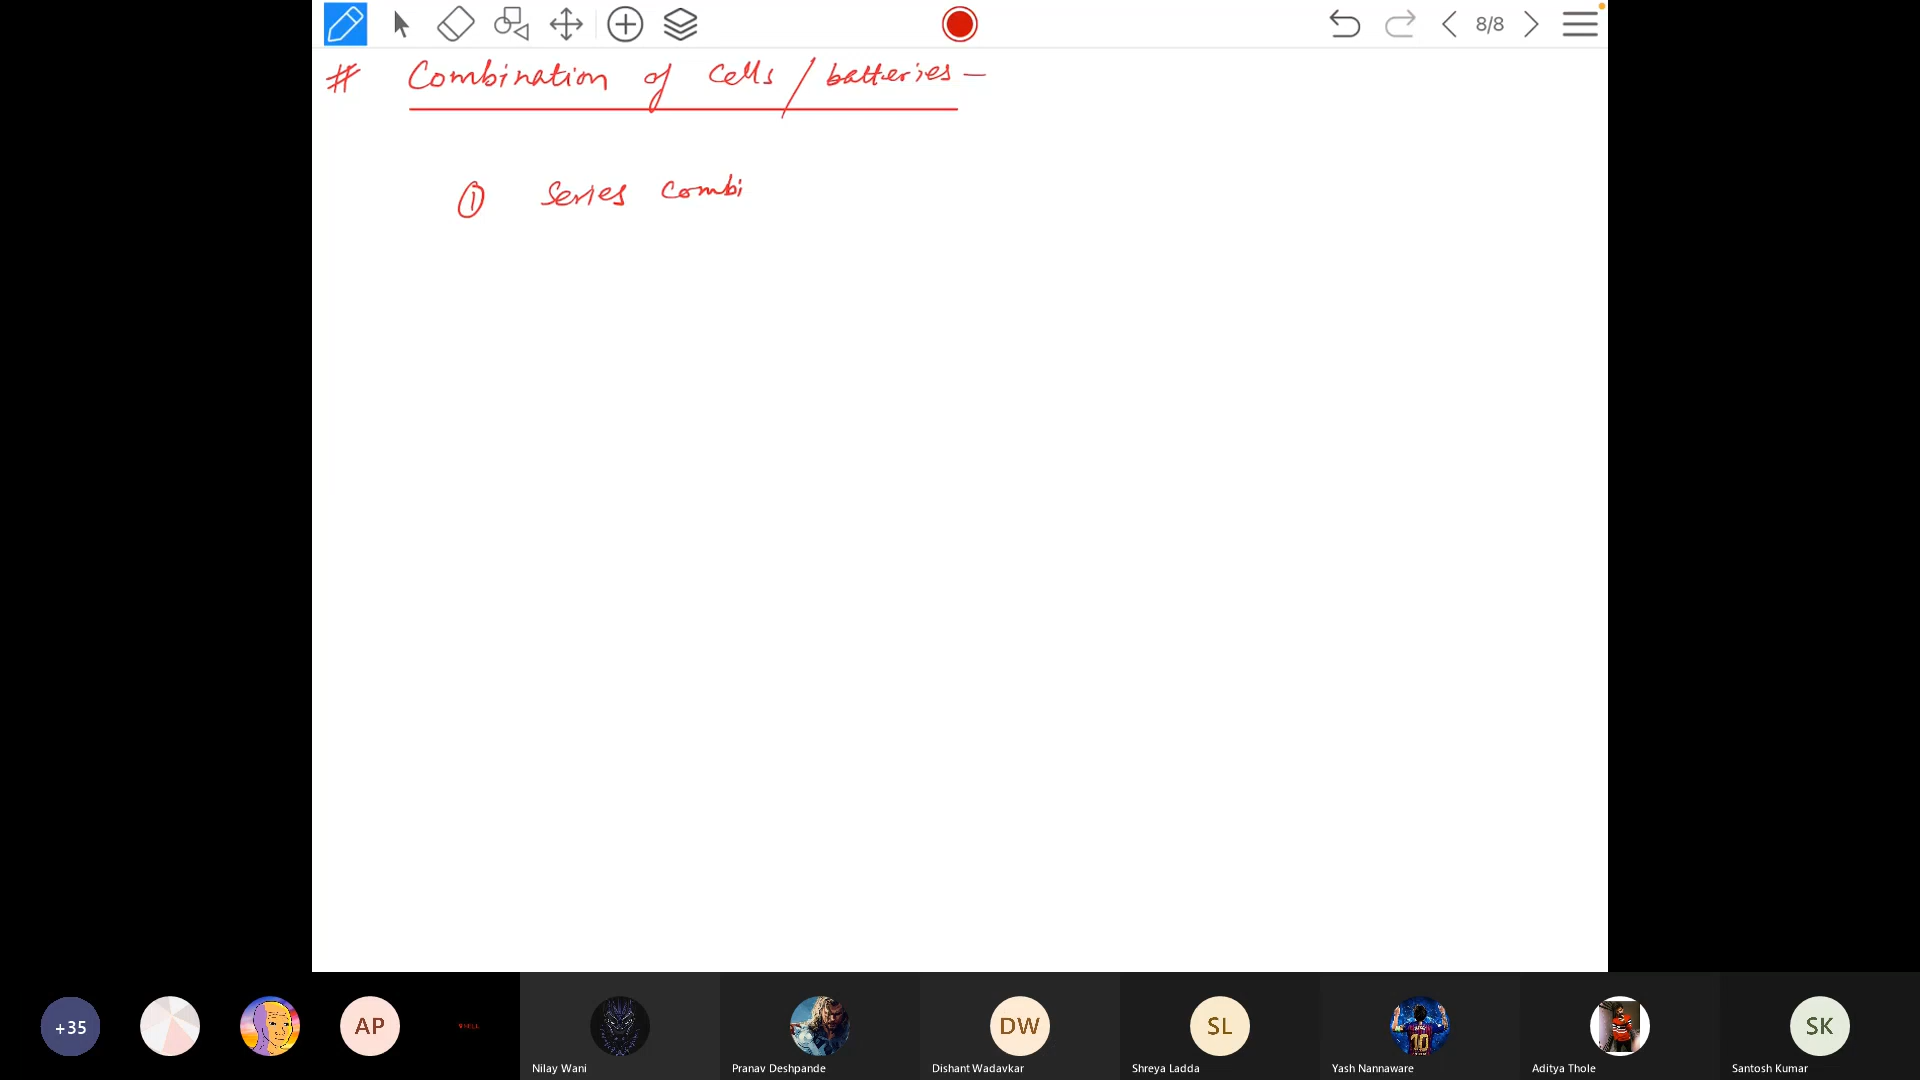 8/8
# Combination of cells / batteries –
① Series Combi
+35
AP
DW
SL
10
SK
Nilay Wani
Pranav Deshpande
Dishant Wadavkar
Shreya Ladda
Yash Nannaware
Aditya Thole
Santosh Kumar